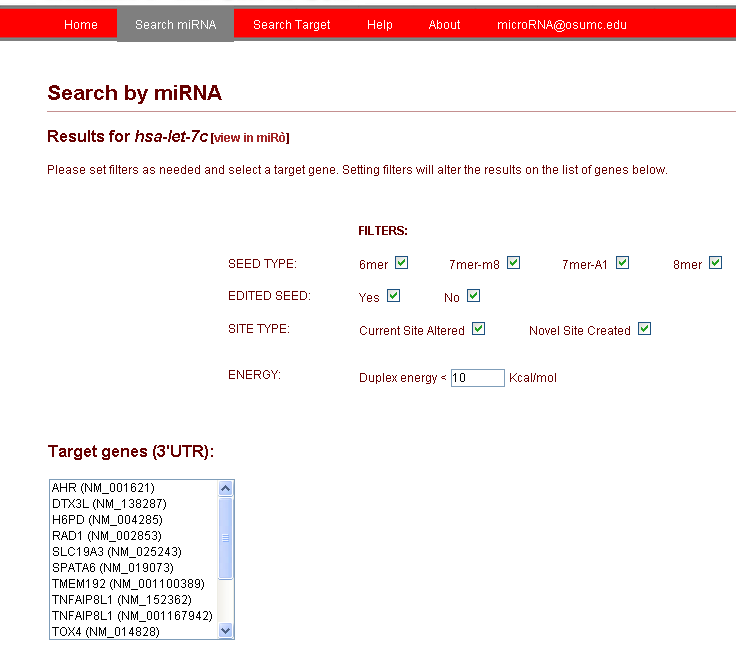 Home Search miRNA Search Target Help About microRNA@osumc.edu
Search by miRNA
Results for hsa-let-7c [view in miRò]
Please set filters as needed and select a target gene. Setting filters will alter the results on the list of genes below.
FILTERS:
SEED TYPE: 6mer 7mer-m8 7mer-A1 8mer
EDITED SEED: Yes No
SITE TYPE: Current Site Altered Novel Site Created
ENERGY: Duplex energy < 10 Kcal/mol
Target genes (3'UTR):
AHR (NM_001621)
DTX3L (NM_138287)
H6PD (NM_004285)
RAD1 (NM_002853)
SLC19A3 (NM_025243)
SPATA6 (NM_019073)
TMEM192 (NM_001100389)
TNFAIP8L1 (NM_152362)
TNFAIP8L1 (NM_001167942)
TOX4 (NM_014828)